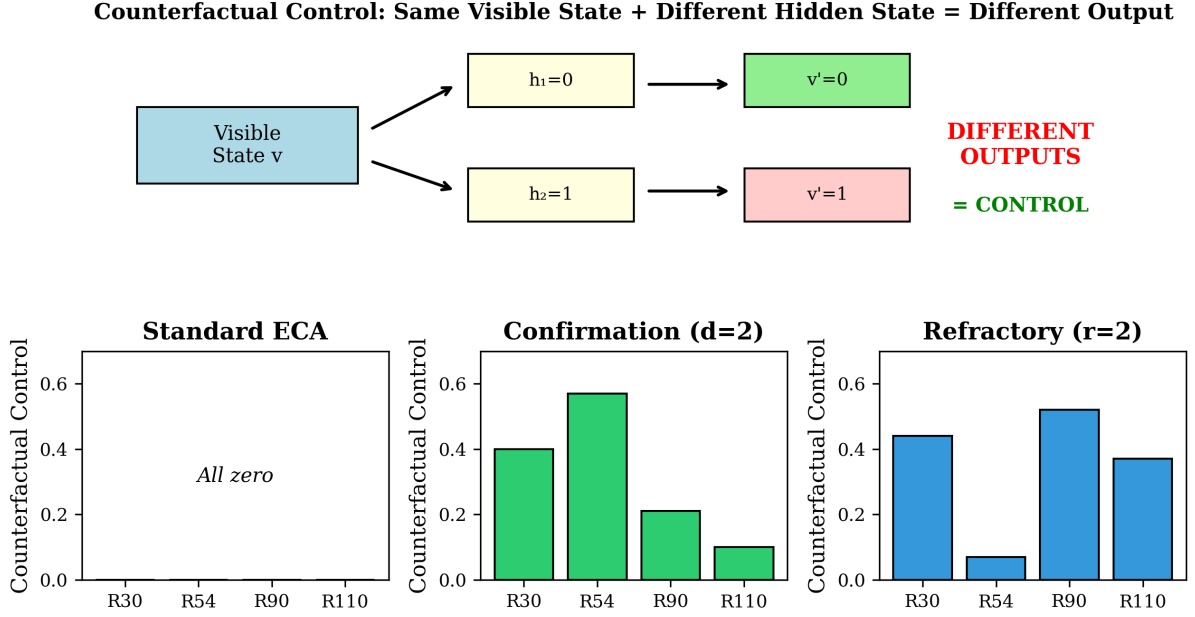 Counterfactual Control: Same Visible State + Different Hidden State = Different Output
Visible
State v
h₁=0
v'=0
h₂=1
v'=1
DIFFERENT
OUTPUTS
= CONTROL
Standard ECA
Counterfactual Control
0.6
0.4
0.2
0.0
All zero
R30
R54
R90
R110
Confirmation (d=2)
Counterfactual Control
0.6
0.4
0.2
0.0
R30
R54
R90
R110
Refractory (r=2)
Counterfactual Control
0.6
0.4
0.2
0.0
R30
R54
R90
R110